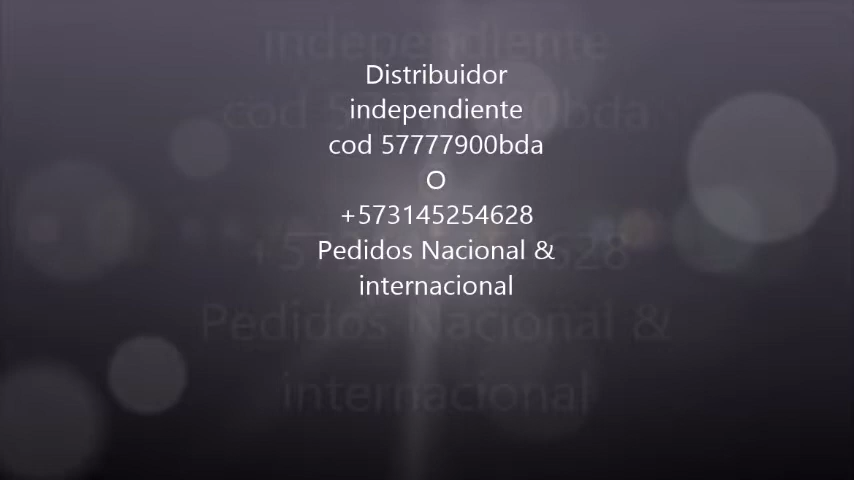 Distribuidor
independiente
cod 57777900bda
O
+573145254628
Pedidos Nacional &
internacional